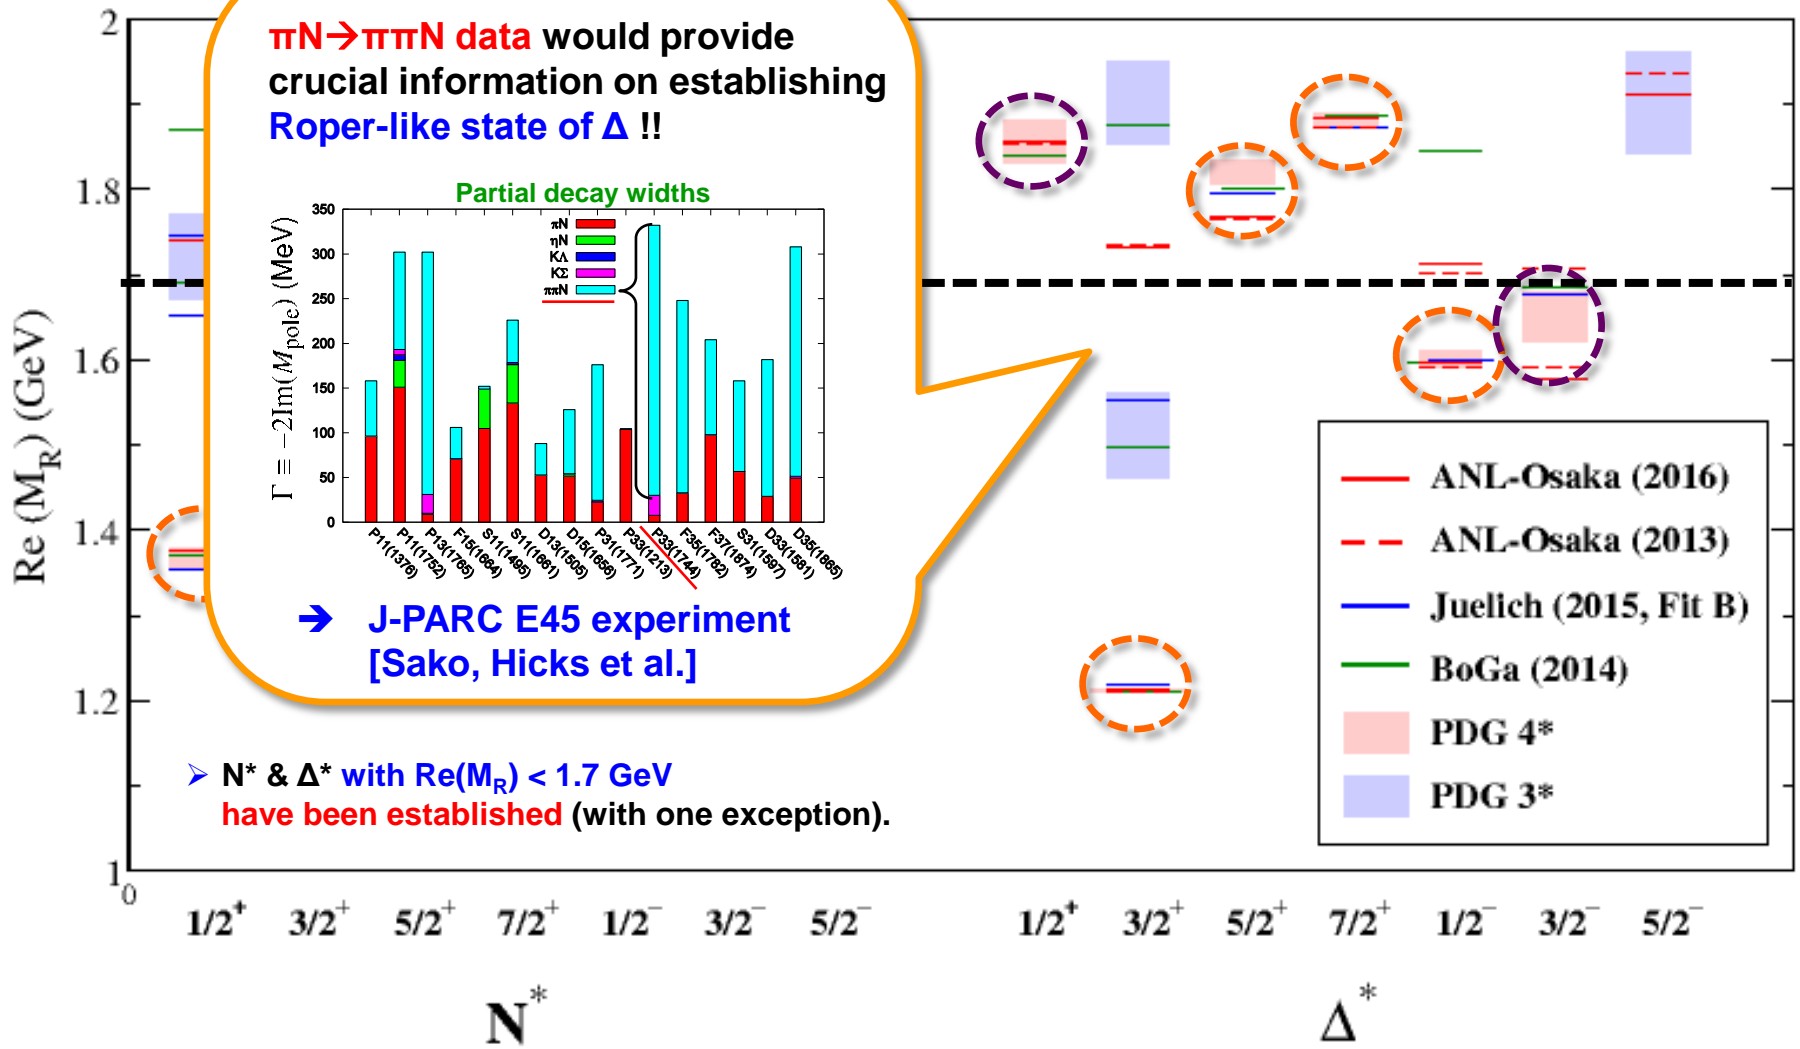 πN→ππN data would provide
crucial information on establishing
Roper-like state of Δ !!
Partial decay widths
Γ ≡ −2Im(M_pole) (MeV)
350
300
250
200
150
100
50
0
πN
ηN
KΛ
KΣ
ππN
P11(1376)
P11(1752)
P13(1765)
F15(1664)
S11(1495)
S11(1661)
D13(1505)
D15(1656)
P31(1771)
P33(1213)
P33(1744)
F35(1762)
F37(1674)
S31(1597)
D33(1581)
D35(1865)
➔ J-PARC E45 experiment
[Sako, Hicks et al.]
➢ N* & Δ* with Re(M_R) < 1.7 GeV
have been established (with one exception).
Re (M_R) (GeV)
2
1.8
1.6
1.4
1.2
1
0
1/2⁺ 3/2⁺ 5/2⁺ 7/2⁺ 1/2⁻ 3/2⁻ 5/2⁻
1/2⁺ 3/2⁺ 5/2⁺ 7/2⁺ 1/2⁻ 3/2⁻ 5/2⁻
N*
Δ*
ANL-Osaka (2016)
ANL-Osaka (2013)
Juelich (2015, Fit B)
BoGa (2014)
PDG 4*
PDG 3*